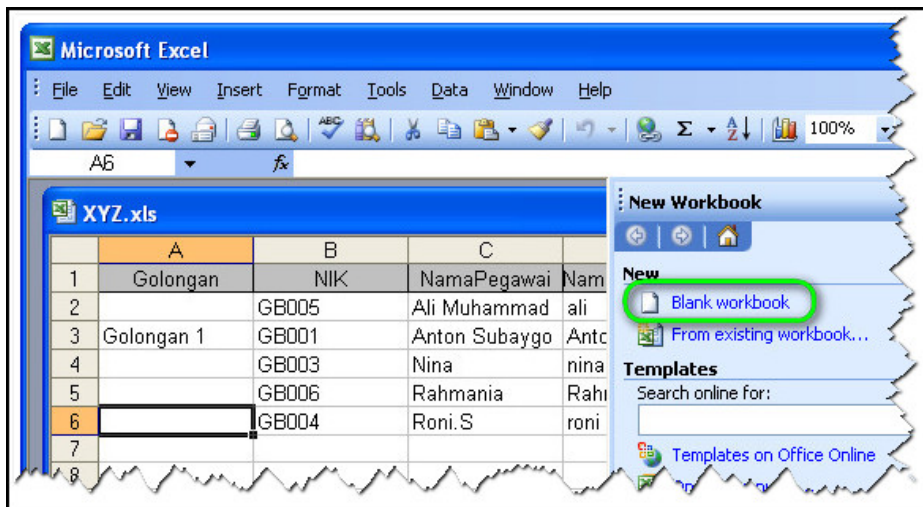 Microsoft Excel
File Edit View Insert Format Tools Data Window Help
ABC Σ A Z 100%
A6 fx
XYZ.xls
New Workbook
A B C
1 Golongan NIK NamaPegawai Nam
New
2 GB005 Ali Muhammad ali
Blank workbook
3 Golongan 1 GB001 Anton Subaygo Anto
From existing workbook...
4 GB003 Nina nina
Templates
5 GB006 Rahmania Rah
Search online for:
6 GB004 Roni.S roni
7
Templates on Office Online
8